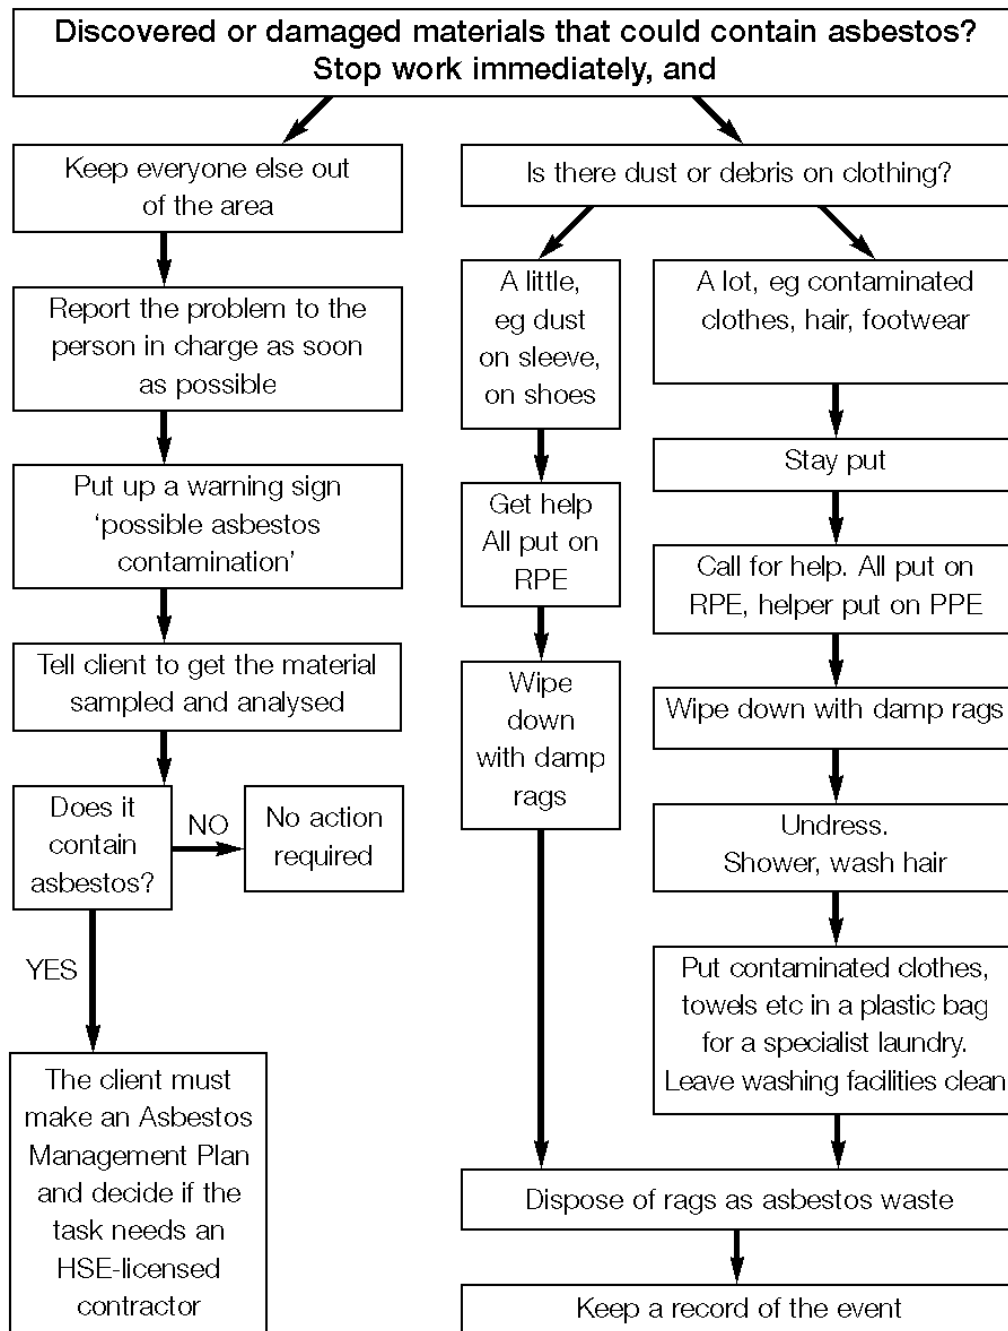 Discovered or damaged materials that could contain asbestos?
Stop work immediately, and
Keep everyone else out
of the area
Report the problem to the
person in charge as soon
as possible
Put up a warning sign
‘possible asbestos
contamination’
Tell client to get the material
sampled and analysed
Does it
contain
asbestos?
NO
No action
required
YES
The client must
make an Asbestos
Management Plan
and decide if the
task needs an
HSE-licensed
contractor
Is there dust or debris on clothing?
A little,
eg dust
on sleeve,
on shoes
Get help
All put on
RPE
Wipe
down
with damp
rags
A lot, eg contaminated
clothes, hair, footwear
Stay put
Call for help. All put on
RPE, helper put on PPE
Wipe down with damp rags
Undress.
Shower, wash hair
Put contaminated clothes,
towels etc in a plastic bag
for a specialist laundry.
Leave washing facilities clean
Dispose of rags as asbestos waste
Keep a record of the event